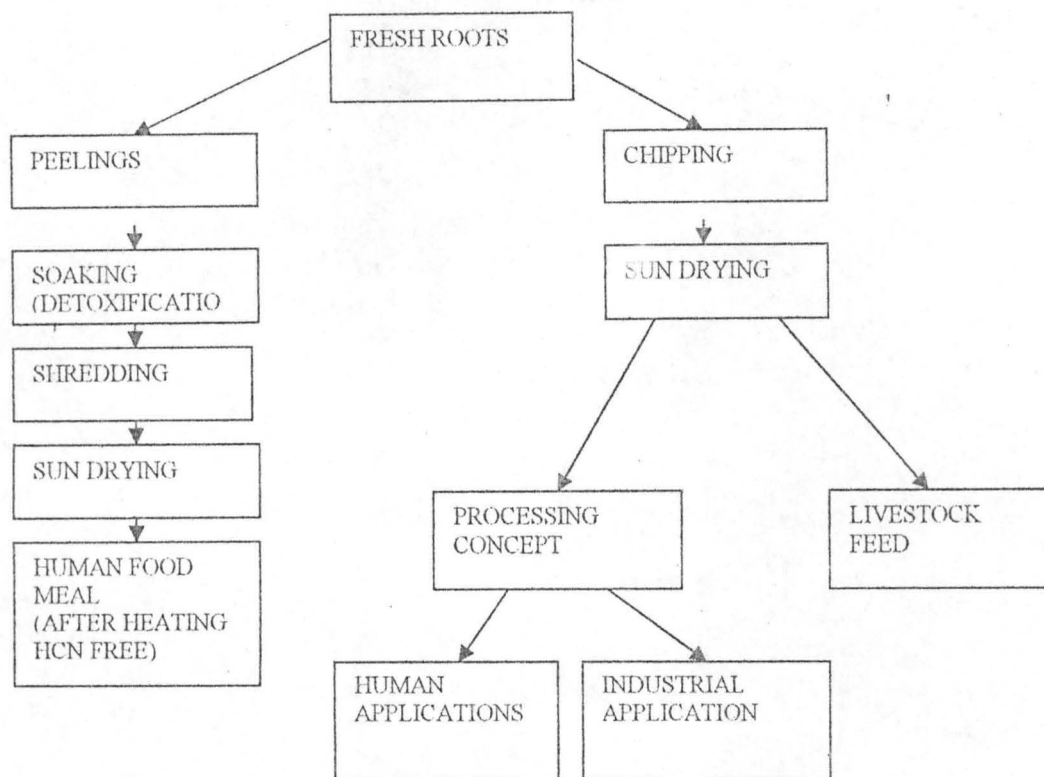 FRESH ROOTS
PEELINGS
SOAKING
(DETOXIFICATIO
SHREDDING
SUN DRYING
HUMAN FOOD
MEAL
(AFTER HEATING
HCN FREE)
CHIPPING
SUN DRYING
PROCESSING
CONCEPT
LIVESTOCK
FEED
HUMAN
APPLICATIONS
INDUSTRIAL
APPLICATION